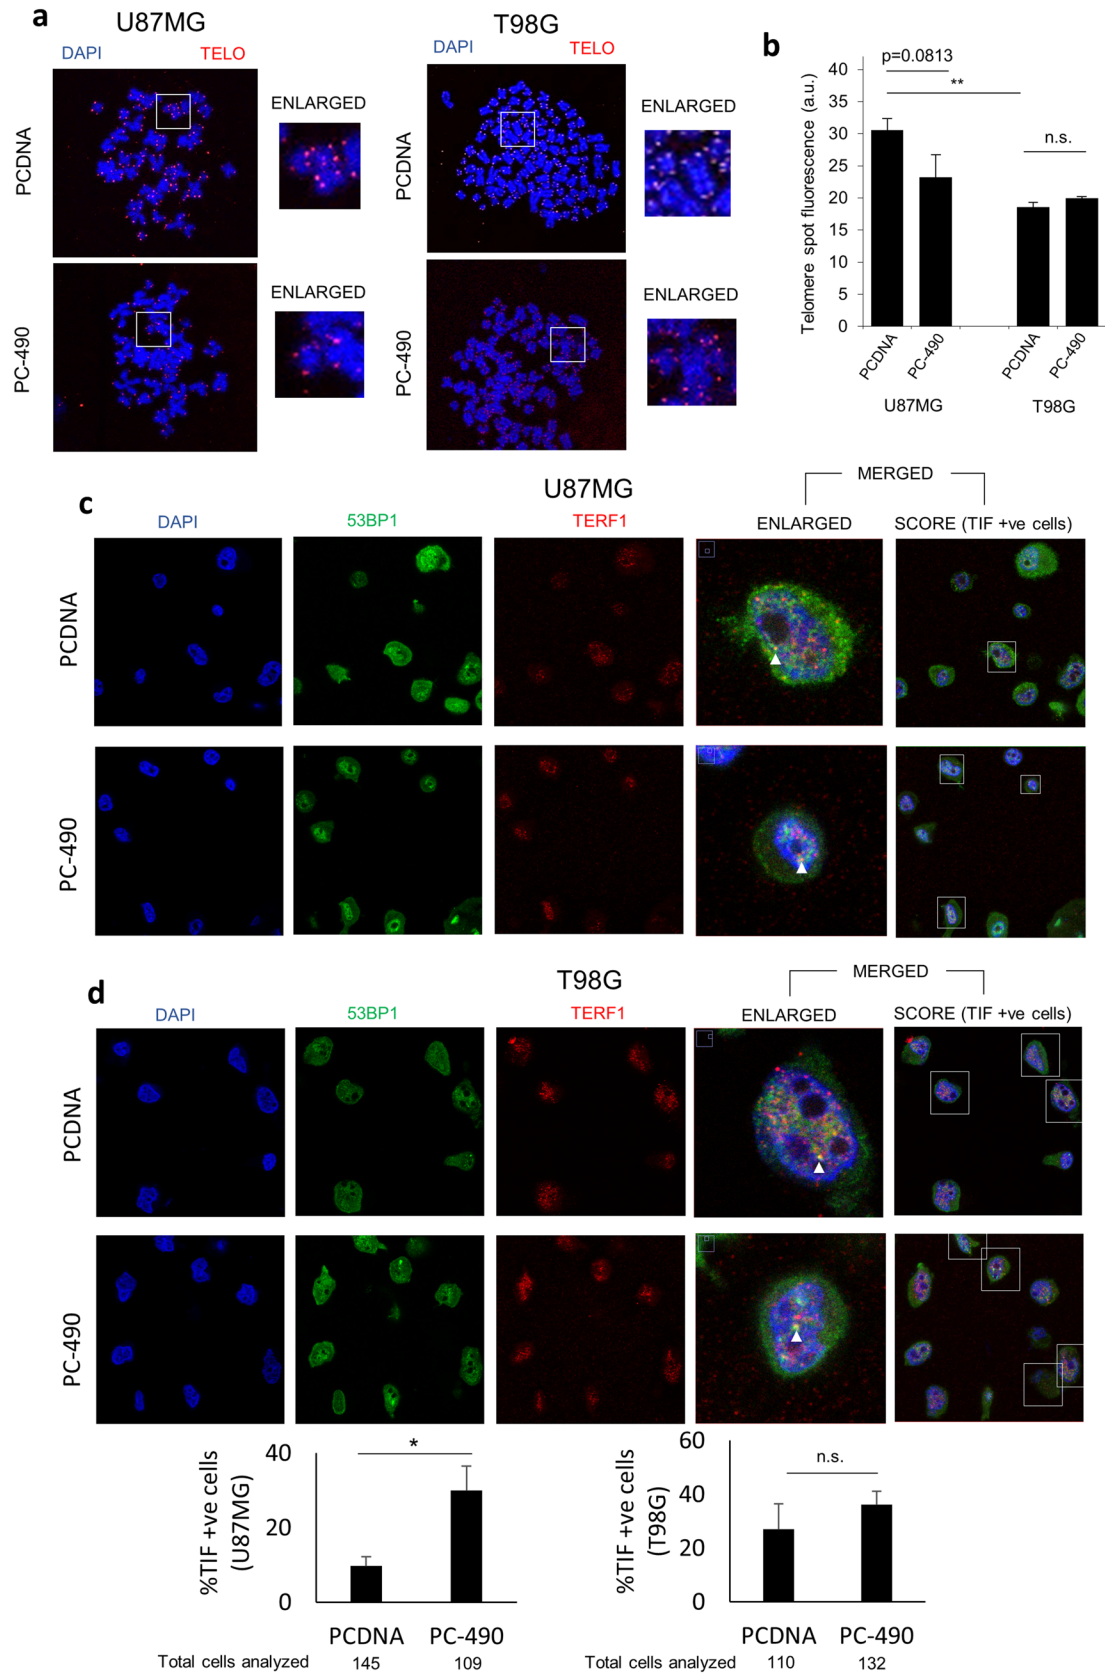 a
U87MG
T98G
DAPI
TELO
DAPI
TELO
PCDNA
ENLARGED
PCDNA
ENLARGED
PC-490
ENLARGED
PC-490
ENLARGED
b
Telomere spot fluorescence (a.u.)
40
35
30
25
20
15
10
5
0
p=0.0813
**
n.s.
PCDNA
PC-490
PCDNA
PC-490
U87MG
T98G
c
U87MG
MERGED
DAPI
53BP1
TERF1
ENLARGED
SCORE (TIF +ve cells)
PCDNA
PC-490
d
T98G
MERGED
DAPI
53BP1
TERF1
ENLARGED
SCORE (TIF +ve cells)
PCDNA
PC-490
%TIF +ve cells
(U87MG)
40
20
0
*
PCDNA
PC-490
Total cells analyzed
145
109
%TIF +ve cells
(T98G)
60
40
20
0
n.s.
PCDNA
PC-490
Total cells analyzed
110
132